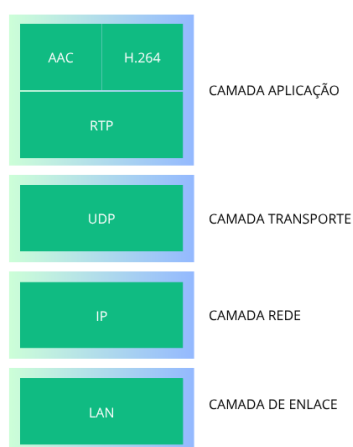 AAC H.264
CAMADA APLICAÇÃO
RTP
UDP CAMADA TRANSPORTE
IP CAMADA REDE
LAN CAMADA DE ENLACE